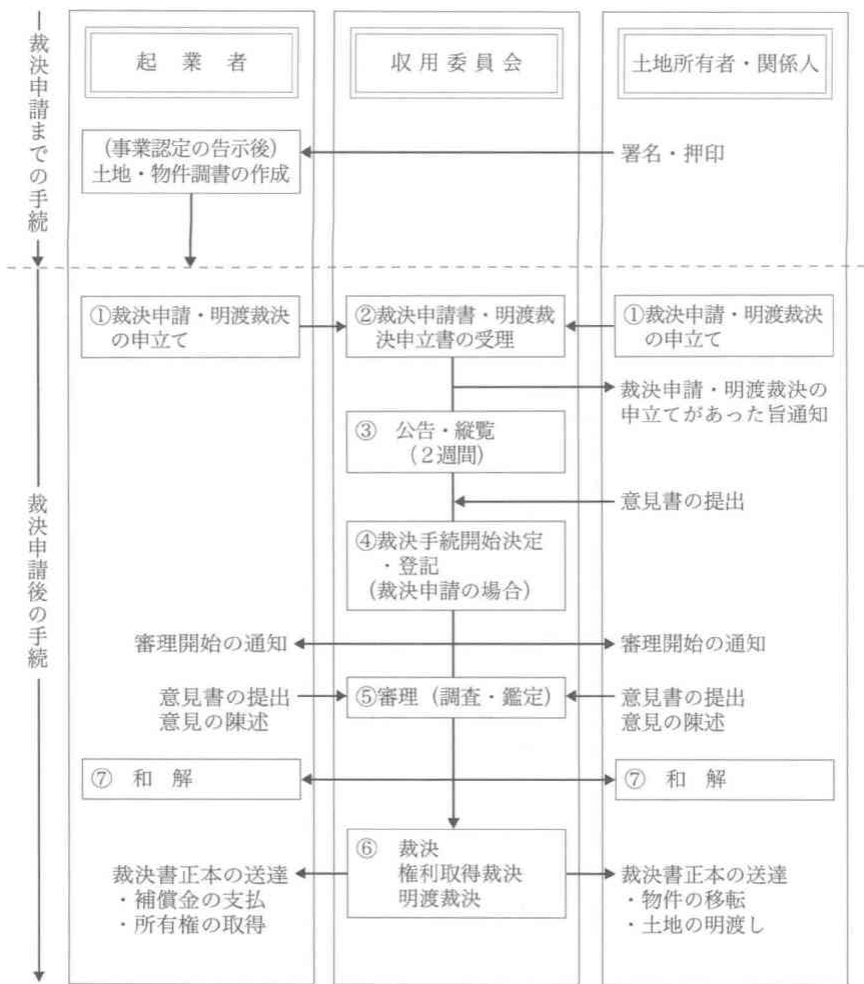 裁決申請までの手続
起業者
収用委員会
土地所有者・関係人
(事業認定の告示後)
土地・物件調書の作成
署名・押印
裁決申請後の手続
①裁決申請・明渡裁決
の申立て
②裁決申請書・明渡裁
決申立書の受理
①裁決申請・明渡裁決
の申立て
裁決申請・明渡裁決の
申立てがあった旨通知
③ 公告・縦覧
(2週間)
意見書の提出
④裁決手続開始決定
・登記
(裁決申請の場合)
審理開始の通知
審理開始の通知
意見書の提出
意見の陳述
⑤審理(調査・鑑定)
意見書の提出
意見の陳述
⑦ 和解
⑦ 和解
⑥ 裁決
権利取得裁決
明渡裁決
裁決書正本の送達
・補償金の支払
・所有権の取得
裁決書正本の送達
・物件の移転
・土地の明渡し